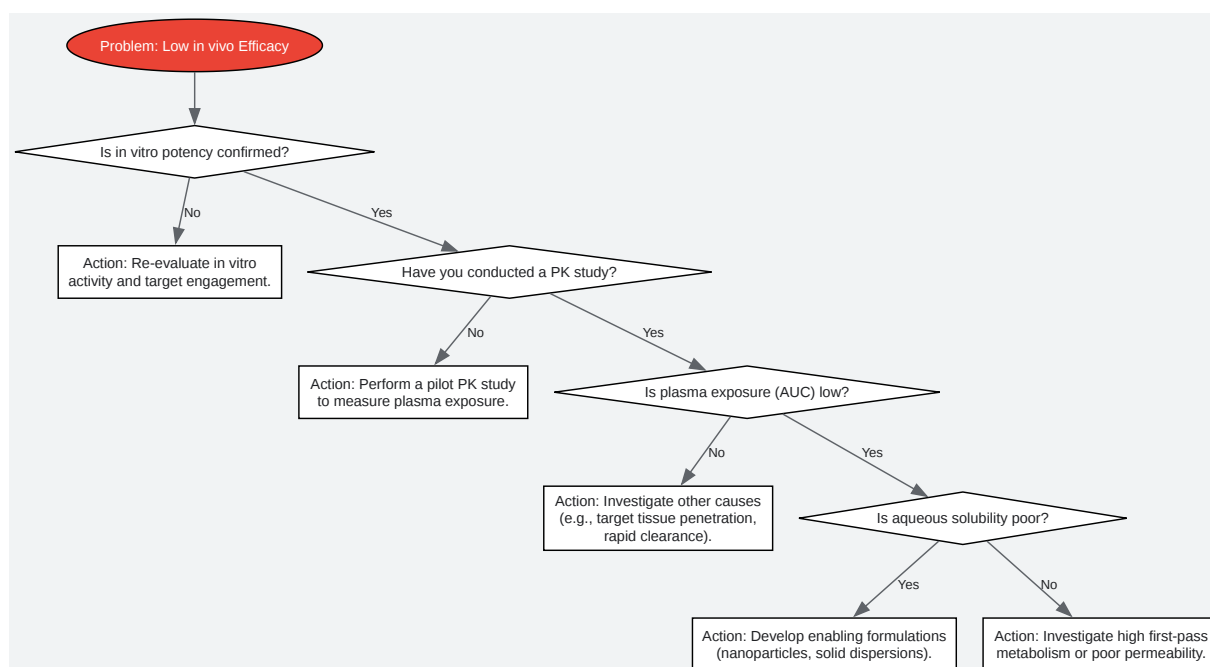 Problem: Low in vivo Efficacy
Is in vitro potency confirmed?
No
Yes
Action: Re-evaluate in vitro
activity and target engagement.
Have you conducted a PK study?
No
Yes
Action: Perform a pilot PK study
to measure plasma exposure.
Is plasma exposure (AUC) low?
No
Yes
Action: Investigate other causes
(e.g., target tissue penetration,
rapid clearance).
Is aqueous solubility poor?
Yes
No
Action: Develop enabling formulations
(nanoparticles, solid dispersions).
Action: Investigate high first-pass
metabolism or poor permeability.